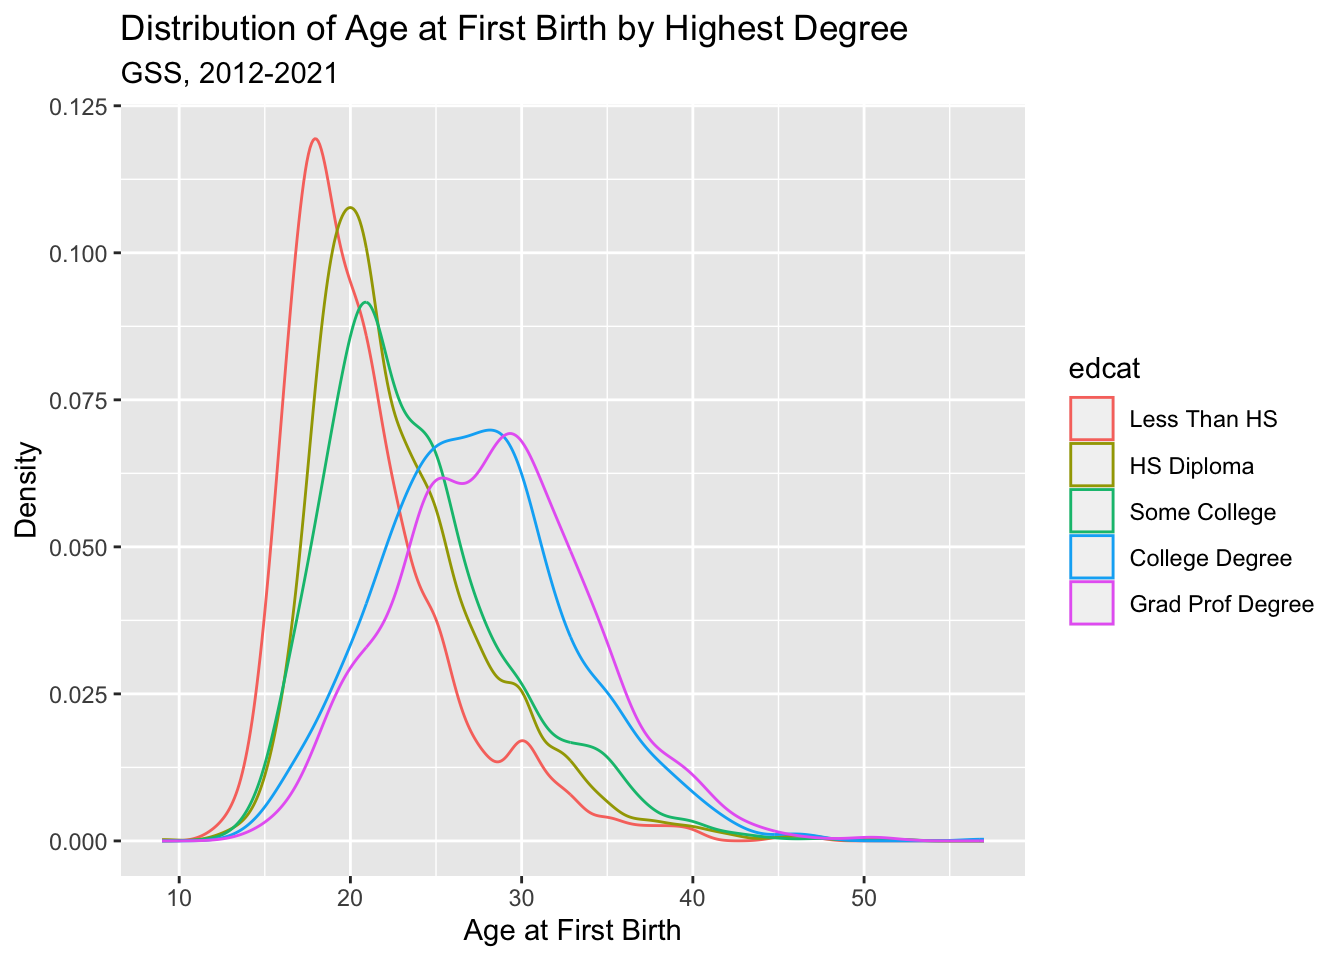 Distribution of Age at First Birth by Highest Degree
GSS, 2012-2021
0.125
0.100
0.075
0.050
0.025
0.000
Density
10 20 30 40 50
Age at First Birth
edcat
Less Than HS
HS Diploma
Some College
College Degree
Grad Prof Degree